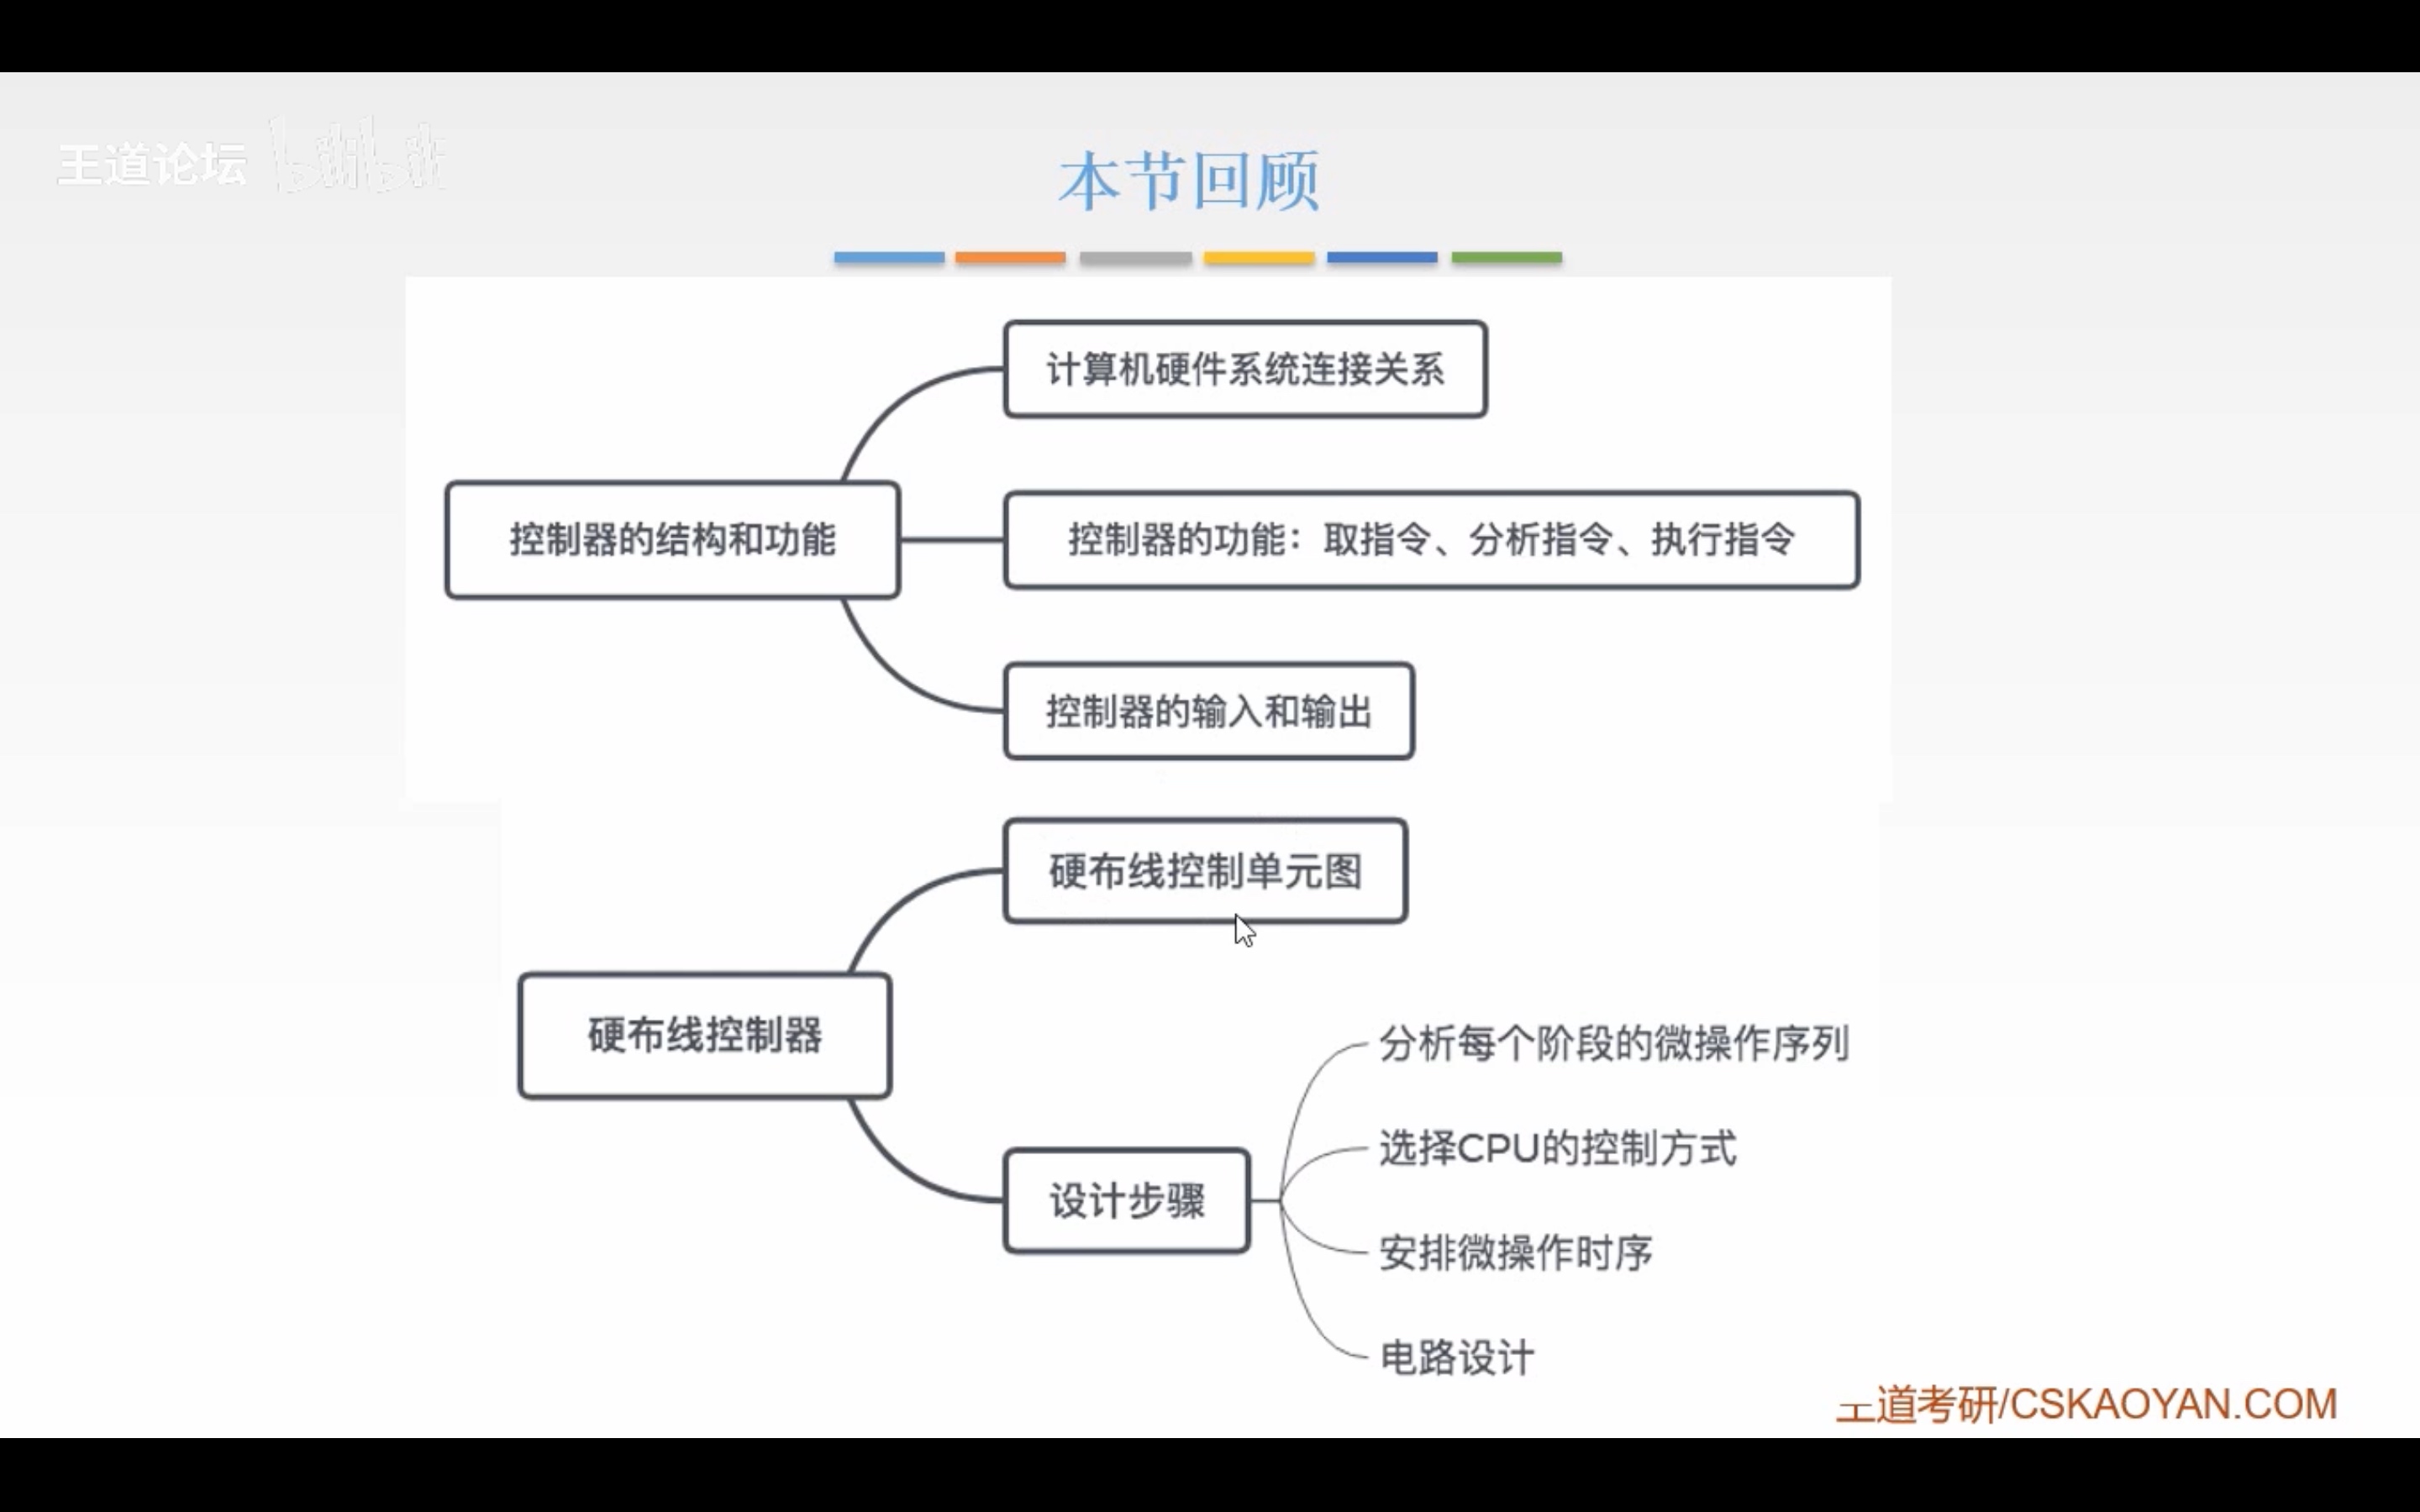 王道论坛 bilibili
本节回顾
计算机硬件系统连接关系
控制器的结构和功能
控制器的功能：取指令、分析指令、执行指令
控制器的输入和输出
硬布线控制单元图
硬布线控制器
设计步骤
分析每个阶段的微操作序列
选择CPU的控制方式
安排微操作时序
电路设计
王道考研/CSKAOYAN.COM